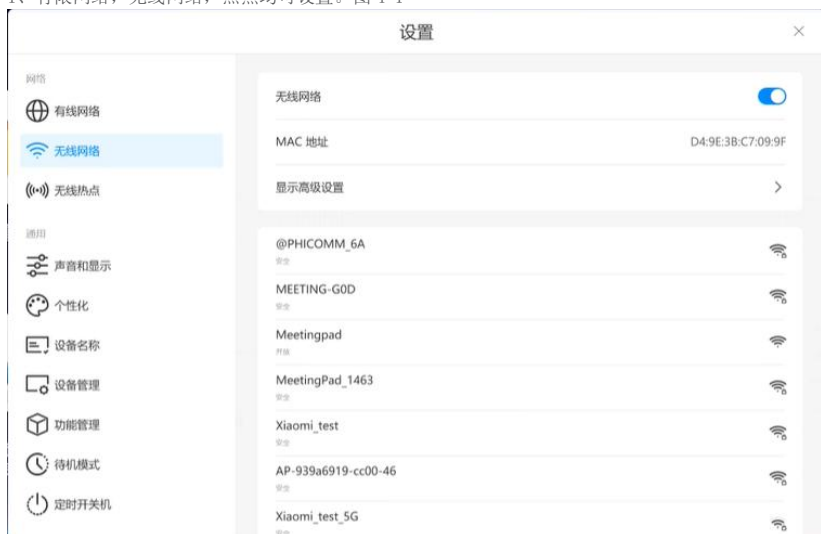 设置
网络
有线网络
无线网络
无线热点
通用
声音和显示
个性化
设备名称
设备管理
功能管理
待机模式
定时开关机
无线网络
MAC 地址 D4:9E:3B:C7:09:9F
显示高级设置
@PHICOMM_6A
安全
MEETING-G0D
安全
Meetingpad
开放
MeetingPad_1463
安全
Xiaomi_test
安全
AP-939a6919-cc00-46
安全
Xiaomi_test_5G